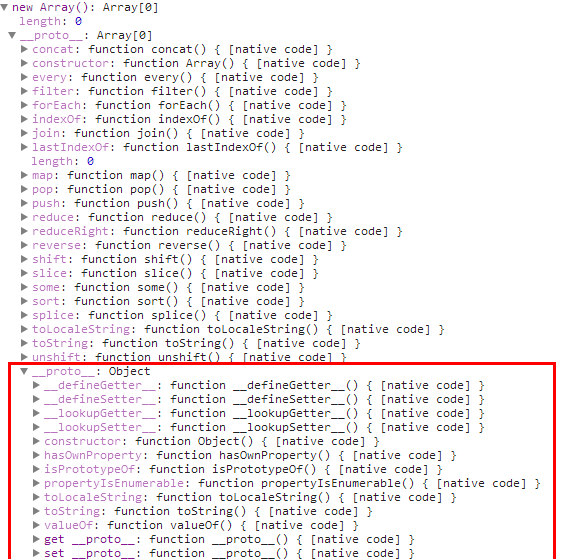 new Array(): Array[0]
length: 0
__proto__: Array[0]
concat: function concat() { [native code] }
constructor: function Array() { [native code] }
every: function every() { [native code] }
filter: function filter() { [native code] }
forEach: function forEach() { [native code] }
indexOf: function indexOf() { [native code] }
join: function join() { [native code] }
lastIndexOf: function lastIndexOf() { [native code] }
length: 0
map: function map() { [native code] }
pop: function pop() { [native code] }
push: function push() { [native code] }
reduce: function reduce() { [native code] }
reduceRight: function reduceRight() { [native code] }
reverse: function reverse() { [native code] }
shift: function shift() { [native code] }
slice: function slice() { [native code] }
some: function some() { [native code] }
sort: function sort() { [native code] }
splice: function splice() { [native code] }
toLocaleString: function toLocaleString() { [native code] }
toString: function toString() { [native code] }
unshift: function unshift() { [native code] }
__proto__: Object
__defineGetter__: function __defineGetter__() { [native code] }
__defineSetter__: function __defineSetter__() { [native code] }
__lookupGetter__: function __lookupGetter__() { [native code] }
__lookupSetter__: function __lookupSetter__() { [native code] }
constructor: function Object() { [native code] }
hasOwnProperty: function hasOwnProperty() { [native code] }
isPrototypeOf: function isPrototypeOf() { [native code] }
propertyIsEnumerable: function propertyIsEnumerable() { [native code] }
toLocaleString: function toLocaleString() { [native code] }
toString: function toString() { [native code] }
valueOf: function valueOf() { [native code] }
get __proto__: function __proto__() { [native code] }
set __proto__: function __proto__() { [native code] }